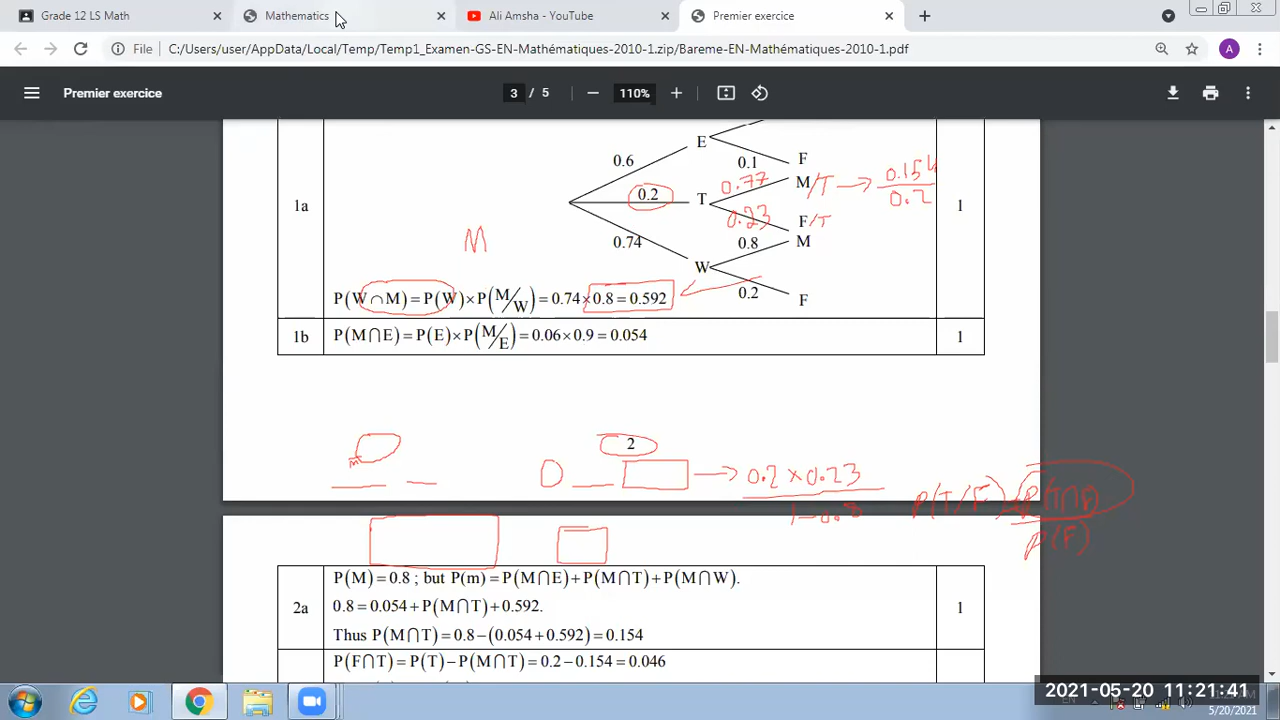 Grade 12 LS Math
Mathematics
Ali Amsha - YouTube
Premier exercice
File
C:/Users/user/AppData/Local/Temp/Temp1_Examen-GS-EN-Mathématiques-2010-1.zip/Bareme-EN-Mathématiques-2010-1.pdf
A
Premier exercice
3 / 5
110%
E
0.6
0.1
F
0.77
M/T → 0.154/0.2
1a
0.2
T
1
0.23
F/T
M
0.74
0.8
M
W
0.2
F
P(W∩M) = P(W)×P(M/W) = 0.74×0.8 = 0.592
1b
P(M∩E) = P(E)×P(M/E) = 0.06×0.9 = 0.054
1
2
m
0.2 × 0.23
P(T/F)
P(F)
P(M) = 0.8 ; but P(m) = P(M∩E) + P(M∩T) + P(M∩W).
2a
0.8 = 0.054 + P(M∩T) + 0.592.
1
Thus P(M∩T) = 0.8 − (0.054 + 0.592) = 0.154
P(F∩T) = P(T) − P(M∩T) = 0.2 − 0.154 = 0.046
2021-05-20 11:21:41
5/20/2021